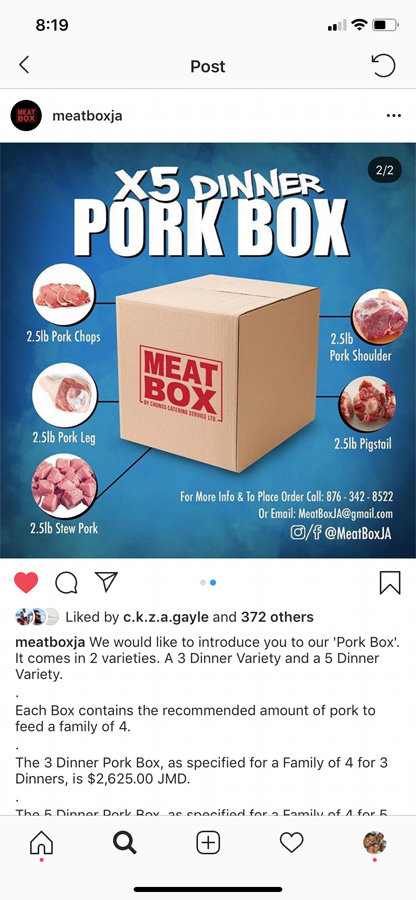 8:19
Post
MEAT
BOX
meatboxja
2/2
X5 DINNER
PORK BOX
2.5lb Pork Chops
2.5lb
Pork Shoulder
MEAT
BOX
BY CHUNGS CATERING SERVICE LTD.
2.5lb Pork Leg
2.5lb Pigstail
2.5lb Stew Pork
For More Info & To Place Order Call: 876 - 342 - 8522
Or Email: MeatBoxJA@gmail.com
/f @MeatBoxJA
Liked by c.k.z.a.gayle and 372 others
meatboxja We would like to introduce you to our 'Pork Box'.
It comes in 2 varieties. A 3 Dinner Variety and a 5 Dinner
Variety.
.
Each Box contains the recommended amount of pork to
feed a family of 4.
.
The 3 Dinner Pork Box, as specified for a Family of 4 for 3
Dinners, is $2,625.00 JMD.
.
The 5 Dinner Pork Box, as specified for a Family of 4 for 5